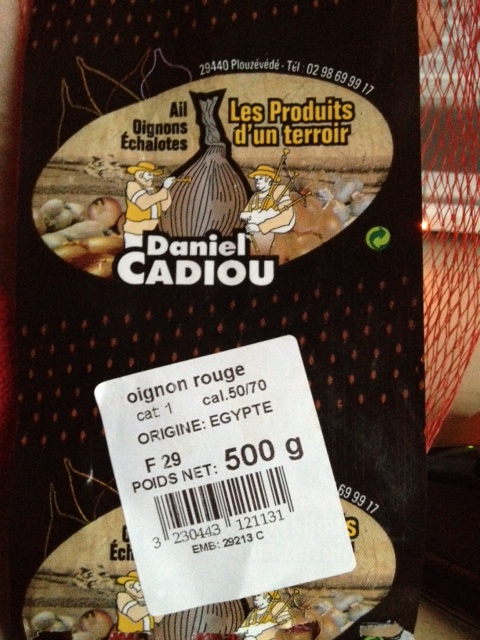 29440 Plouzévédé - Tél : 02 98 69 99 17
Ail
Oignons
Échalotes
Les Produits
d'un terroir
Daniel
CADIOU
oignon rouge
cat: 1 cal.50/70
ORIGINE: EGYPTE
F 29
POIDS NET: 500 g
3 230443 121131
EMB: 29213 C
69 99 17
Éch